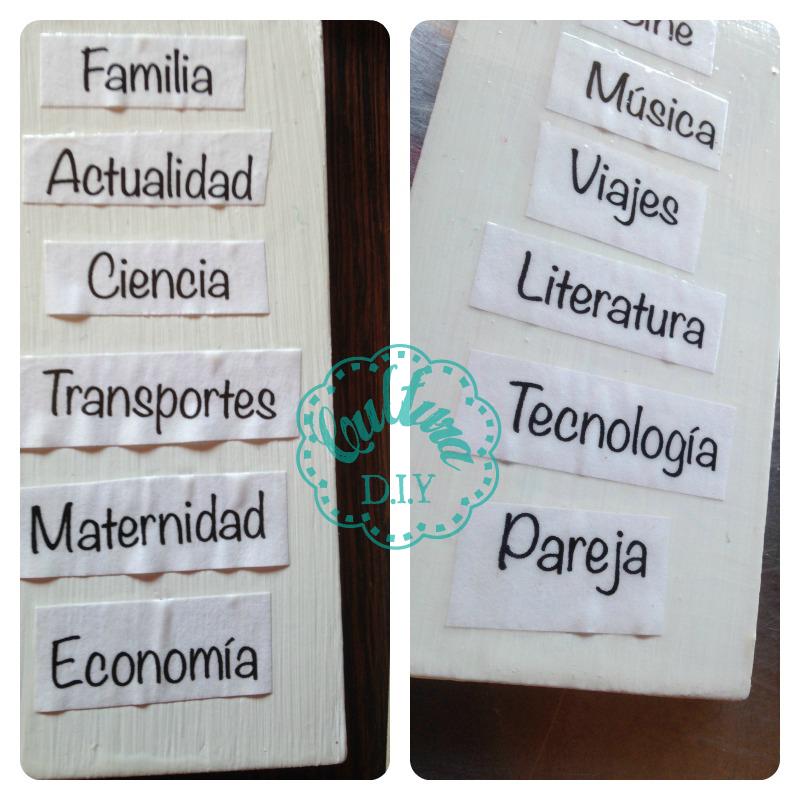 Familia
Actualidad
Ciencia
Transportes
Maternidad
Economía
Música
Viajes
Literatura
Tecnología
Pareja
Cultura
D.I.Y